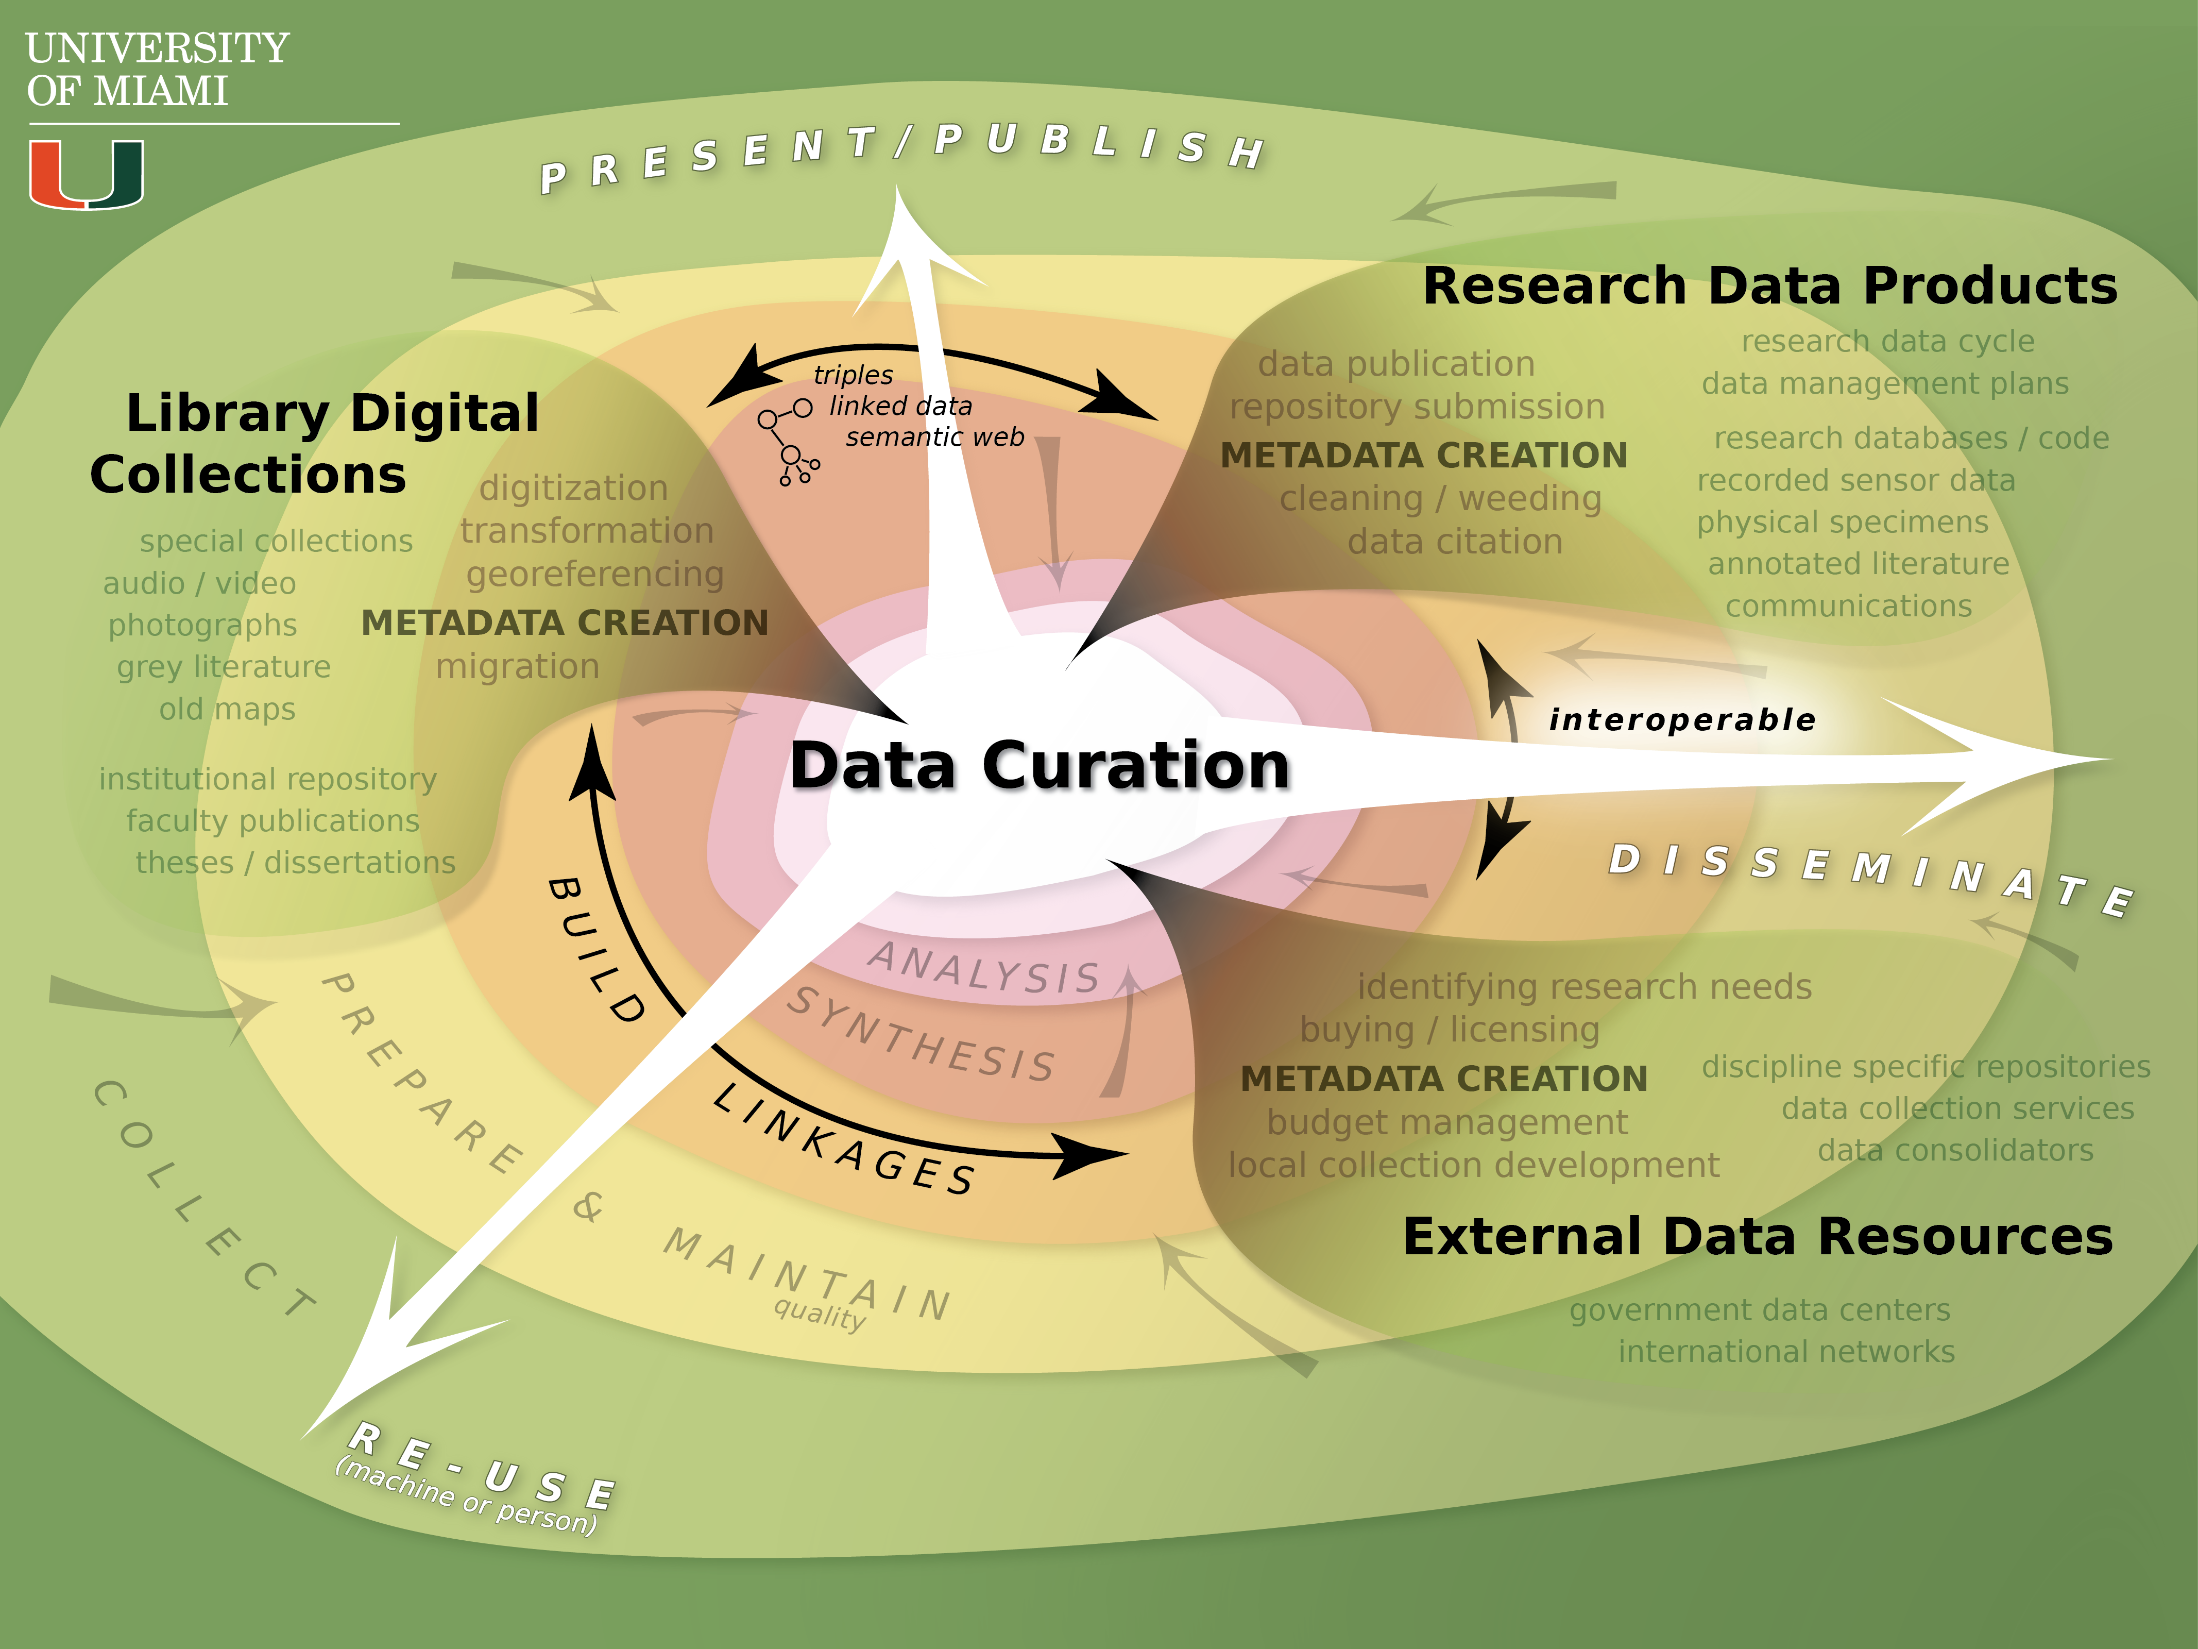 UNIVERSITY
OF MIAMI
PRESENT/PUBLISH
triples
linked data
semantic web
Library Digital
Collections
special collections
audio / video
photographs
grey literature
old maps
institutional repository
faculty publications
theses / dissertations
digitization
transformation
georeferencing
METADATA CREATION
migration
Research Data Products
data publication
repository submission
METADATA CREATION
cleaning / weeding
data citation
research data cycle
data management plans
research databases / code
recorded sensor data
physical specimens
annotated literature
communications
Data Curation
interoperable
DISSEMINATE
ANALYSIS
SYNTHESIS
BUILD
LINKAGES
PREPARE & MAINTAIN
quality
COLLECT
RE-USE
(machine or person)
identifying research needs
buying / licensing
METADATA CREATION
budget management
local collection development
discipline specific repositories
data collection services
data consolidators
External Data Resources
government data centers
international networks